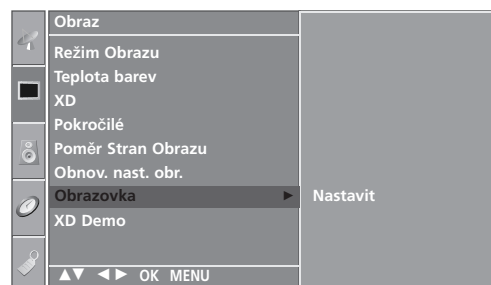 Obraz
Režim Obrazu
Teplota barev
XD
Pokročilé
Poměr Stran Obrazu
Obnov. nast. obr.
Obrazovka ► Nastavit
XD Demo
▲▼ ◄► OK MENU